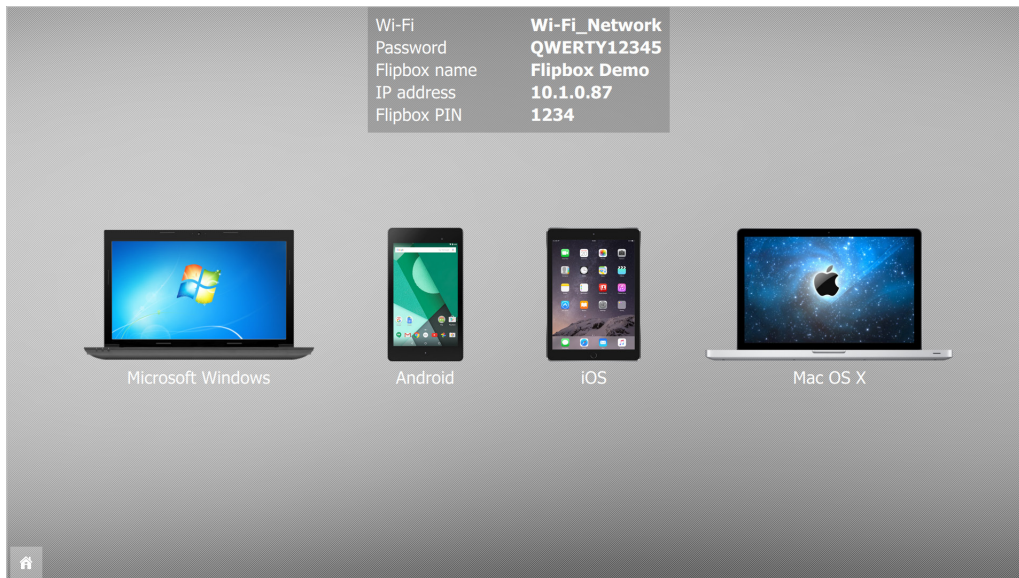 Wi-Fi Wi-Fi_Network
Password QWERTY12345
Flipbox name Flipbox Demo
IP address 10.1.0.87
Flipbox PIN 1234
Microsoft Windows Android iOS Mac OS X